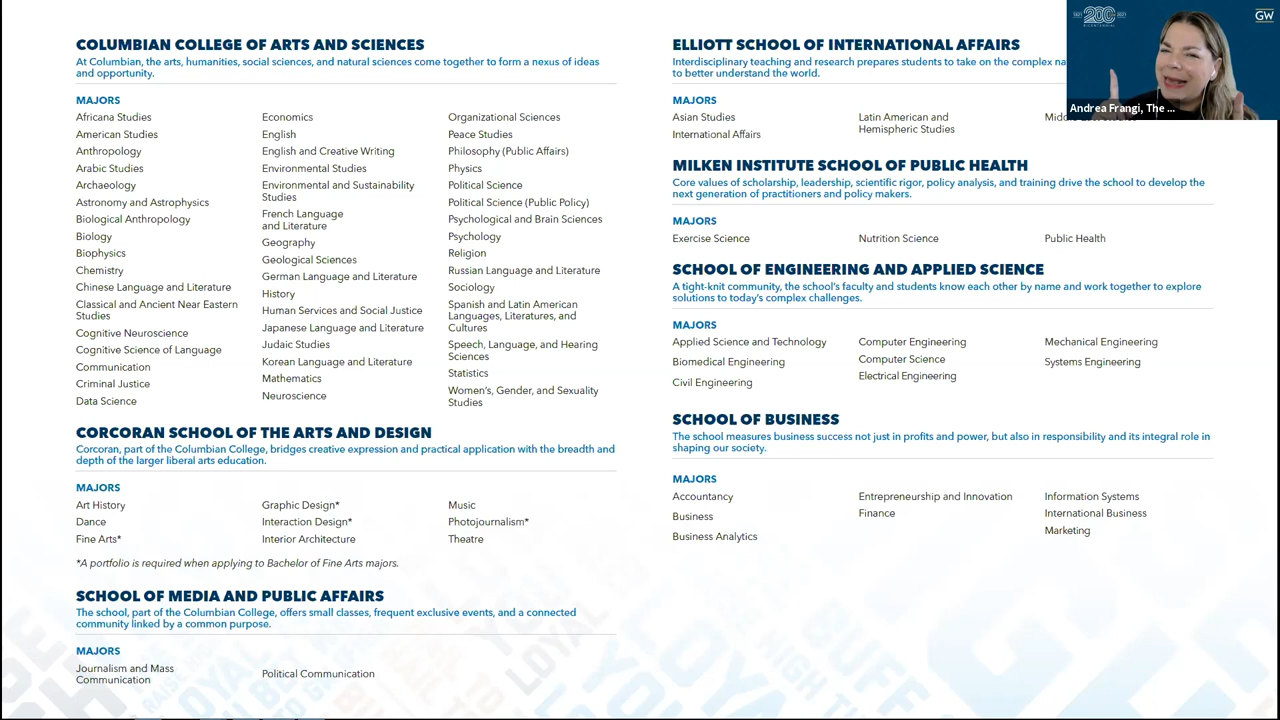 COLUMBIAN COLLEGE OF ARTS AND SCIENCES
At Columbian, the arts, humanities, social sciences, and natural sciences come together to form a nexus of ideas
and opportunity.
MAJORS
Africana Studies
American Studies
Anthropology
Arabic Studies
Archaeology
Astronomy and Astrophysics
Biological Anthropology
Biology
Biophysics
Chemistry
Chinese Language and Literature
Classical and Ancient Near Eastern
Studies
Cognitive Neuroscience
Cognitive Science of Language
Communication
Criminal Justice
Data Science
Economics
English
English and Creative Writing
Environmental Studies
Environmental and Sustainability
Studies
French Language
and Literature
Geography
Geological Sciences
German Language and Literature
History
Human Services and Social Justice
Japanese Language and Literature
Judaic Studies
Korean Language and Literature
Mathematics
Neuroscience
Organizational Sciences
Peace Studies
Philosophy (Public Affairs)
Physics
Political Science
Political Science (Public Policy)
Psychological and Brain Sciences
Psychology
Religion
Russian Language and Literature
Sociology
Spanish and Latin American
Languages, Literatures, and
Cultures
Speech, Language, and Hearing
Sciences
Statistics
Women's, Gender, and Sexuality
Studies
CORCORAN SCHOOL OF THE ARTS AND DESIGN
Corcoran, part of the Columbian College, bridges creative expression and practical application with the breadth and
depth of the larger liberal arts education.
MAJORS
Art History
Dance
Fine Arts*
Graphic Design*
Interaction Design*
Interior Architecture
Music
Photojournalism*
Theatre
*A portfolio is required when applying to Bachelor of Fine Arts majors.
SCHOOL OF MEDIA AND PUBLIC AFFAIRS
The school, part of the Columbian College, offers small classes, frequent exclusive events, and a connected
community linked by a common purpose.
MAJORS
Journalism and Mass
Communication
Political Communication
ELLIOTT SCHOOL OF INTERNATIONAL AFFAIRS
Interdisciplinary teaching and research prepares students to take on the complex
to better understand the world.
MAJORS
Asian Studies
International Affairs
Latin American and
Hemispheric Studies
MILKEN INSTITUTE SCHOOL OF PUBLIC HEALTH
Core values of scholarship, leadership, scientific rigor, policy analysis, and training drive the school to develop the
next generation of practitioners and policy makers.
MAJORS
Exercise Science
Nutrition Science
Public Health
SCHOOL OF ENGINEERING AND APPLIED SCIENCE
A tight-knit community, the school's faculty and students know each other by name and work together to explore
solutions to today's complex challenges.
MAJORS
Applied Science and Technology
Biomedical Engineering
Civil Engineering
Computer Engineering
Computer Science
Electrical Engineering
Mechanical Engineering
Systems Engineering
SCHOOL OF BUSINESS
The school measures business success not just in profits and power, but also in responsibility and its integral role in
shaping our society.
MAJORS
Accountancy
Business
Business Analytics
Entrepreneurship and Innovation
Finance
Information Systems
International Business
Marketing
200
GW
Andrea Frangi, The ...